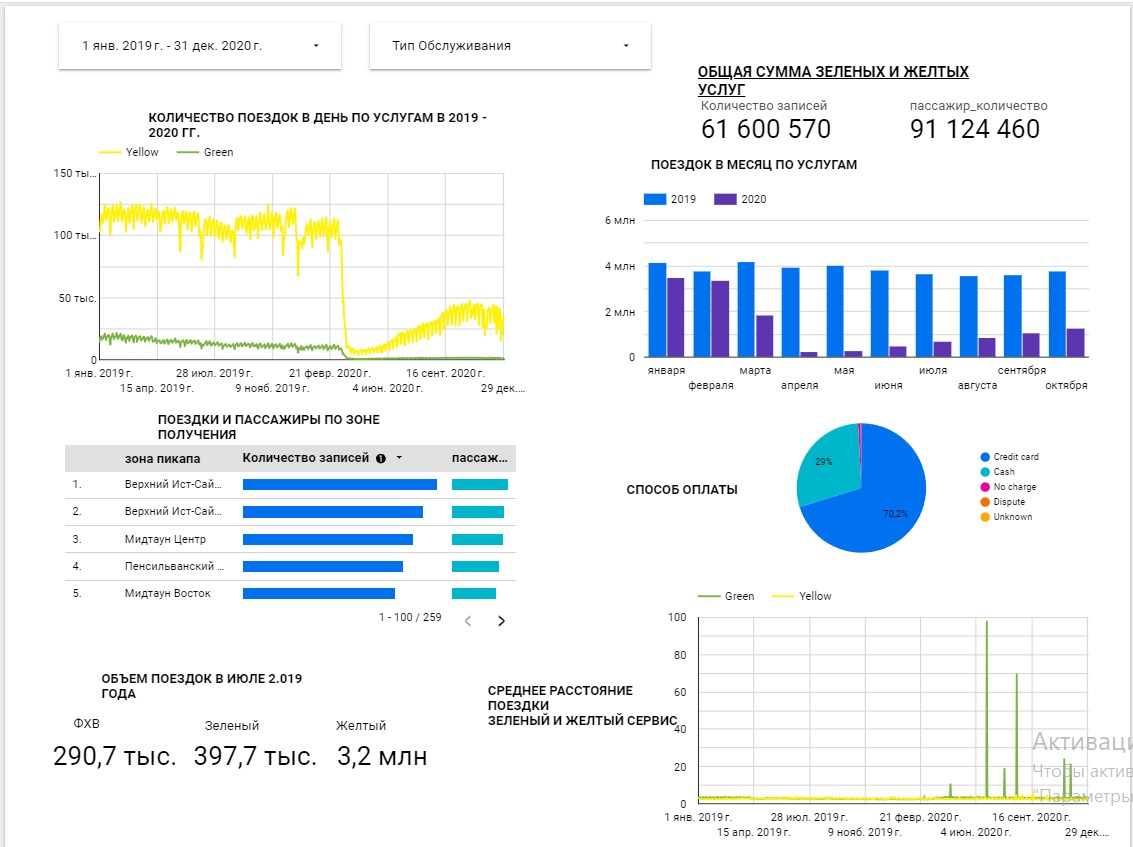 1 янв. 2019 г. - 31 дек. 2020 г.
Тип Обслуживания
ОБЩАЯ СУММА ЗЕЛЕНЫХ И ЖЕЛТЫХ
УСЛУГ
Количество записей
пассажир_количество
61 600 570
91 124 460
КОЛИЧЕСТВО ПОЕЗДОК В ДЕНЬ ПО УСЛУГАМ В 2019 -
2020 ГГ.
Yellow
Green
150 ты...
100 ты...
50 тыс.
0
1 янв. 2019 г.
28 июл. 2019 г.
21 февр. 2020 г.
16 сент. 2020 г.
15 апр. 2019 г.
9 нояб. 2019 г.
4 июн. 2020 г.
29 дек....
ПОЕЗДОК В МЕСЯЦ ПО УСЛУГАМ
2019
2020
6 млн
4 млн
2 млн
0
января
марта
мая
июля
сентября
февраля
апреля
июня
августа
октября
ПОЕЗДКИ И ПАССАЖИРЫ ПО ЗОНЕ
ПОЛУЧЕНИЯ
зона пикапа
Количество записей 1
пассаж...
1. Верхний Ист-Сай...
2. Верхний Ист-Сай...
3. Мидтаун Центр
4. Пенсильванский ...
5. Мидтаун Восток
1 - 100 / 259
СПОСОБ ОПЛАТЫ
29%
70,2%
Credit card
Cash
No charge
Dispute
Unknown
ОБЪЕМ ПОЕЗДОК В ИЮЛЕ 2.019
ГОДА
ФХВ
Зеленый
Желтый
290,7 тыс.
397,7 тыс.
3,2 млн
СРЕДНЕЕ РАССТОЯНИЕ
ПОЕЗДКИ
ЗЕЛЕНЫЙ И ЖЕЛТЫЙ СЕРВИС
Green
Yellow
100
80
60
40
20
0
1 янв. 2019 г.
28 июл. 2019 г.
21 февр. 2020 г.
16 сент. 2020 г.
15 апр. 2019 г.
9 нояб. 2019 г.
4 июн. 2020 г.
29 дек....
Активаци
Чтобы актив
"Параметры